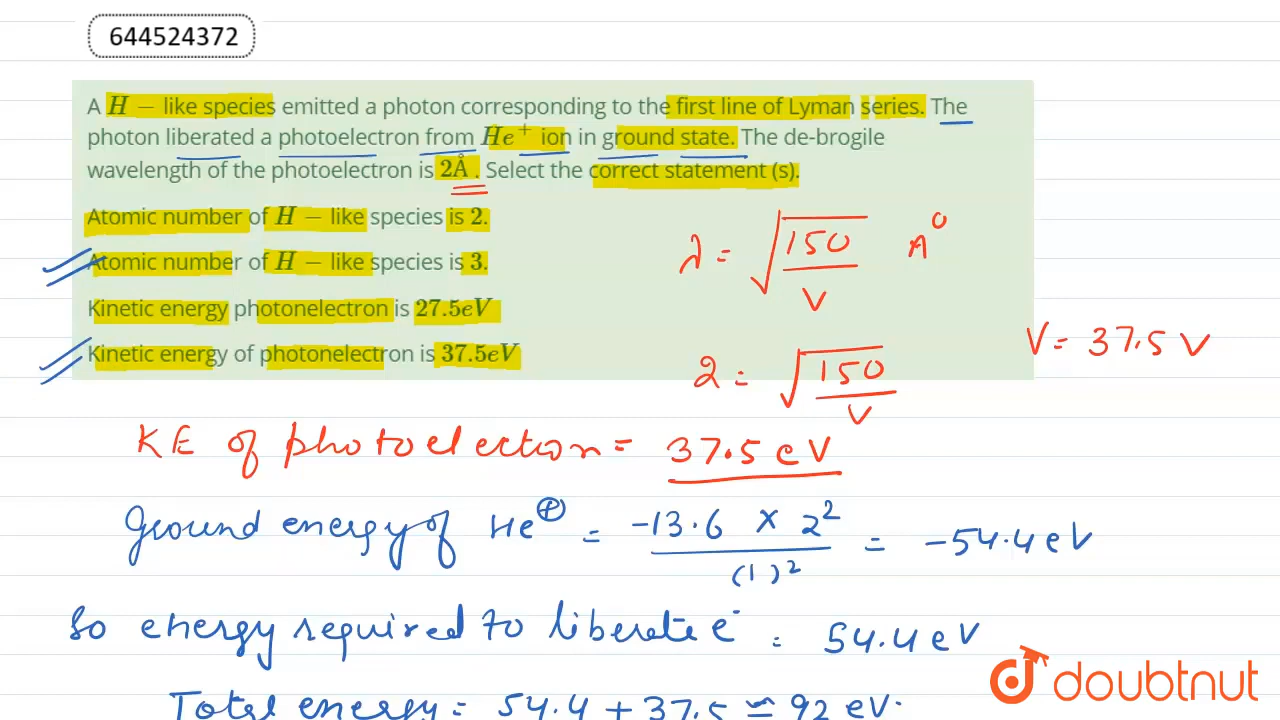 644524372
A H − like species emitted a photon corresponding to the first line of Lyman series. The
photon liberated a photoelectron from He⁺ ion in ground state. The de-brogile
wavelength of the photoelectron is 2Å. Select the correct statement (s).
Atomic number of H − like species is 2.
Atomic number of H − like species is 3.
Kinetic energy photonelectron is 27.5eV
Kinetic energy of photonelectron is 37.5eV
λ = √(150/V) A⁰
2 = √(150/V)
V = 37.5 V
KE of photoelection = 37.5 eV
Ground energy of He⊕ = -13.6 × 2²/(1)² = -54.4 eV
So energy required to liberate e⁻ = 54.4 eV
Total energy = 54.4 + 37.5 ≃ 92 eV.
doubtnut